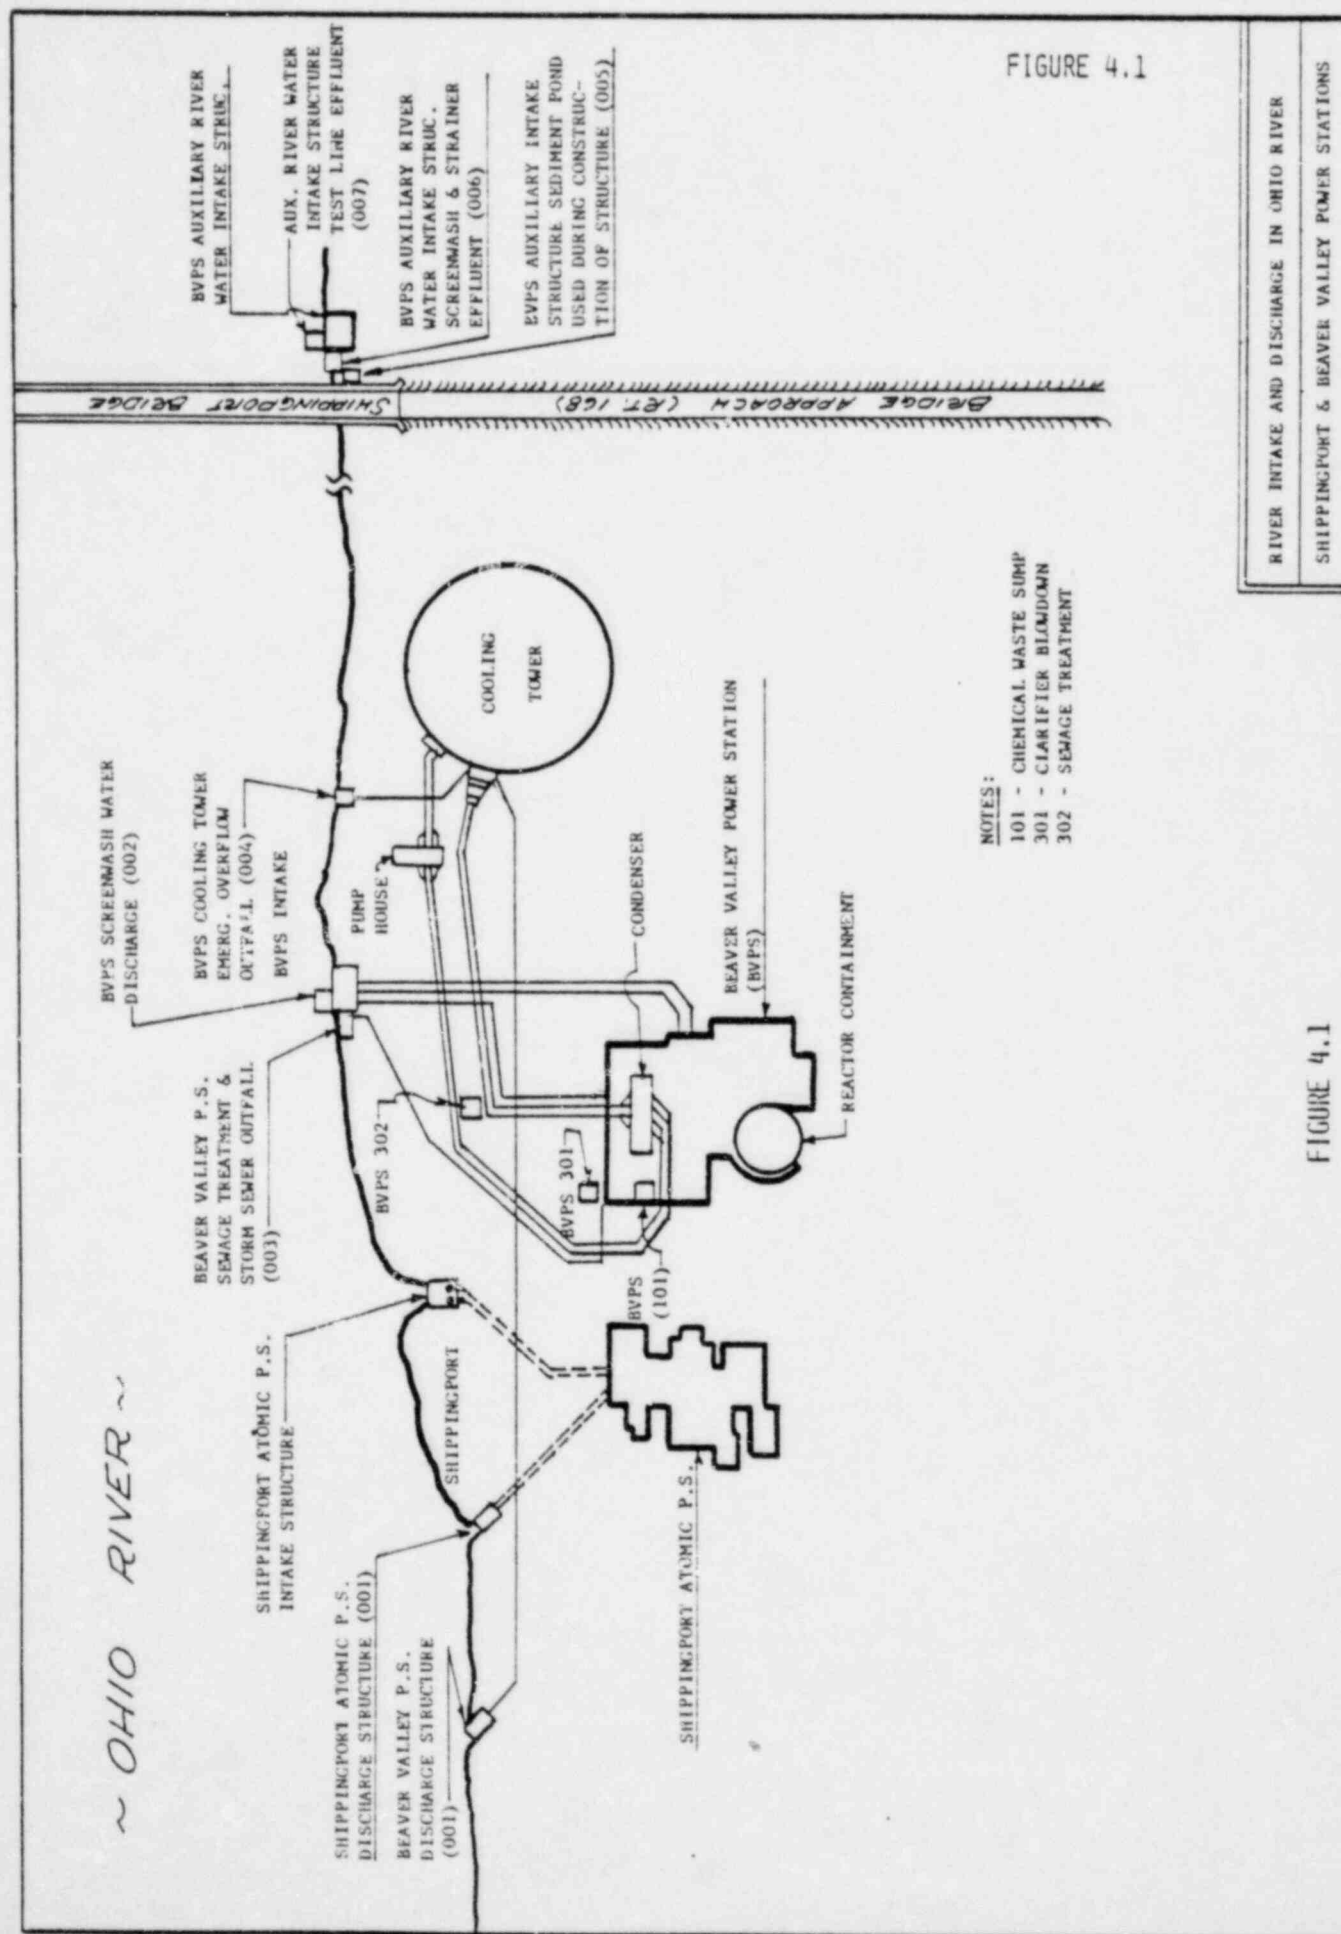 FIGURE 4.1
~ OHIO RIVER ~
BVPS AUXILIARY RIVER
WATER INTAKE STRUC.
AUX. RIVER WATER
INTAKE STRUCTURE
TEST LINE EFFLUENT
(007)
BVPS AUXILIARY RIVER
WATER INTAKE STRUC.
SCREENWASH & STRAINER
EFFLUENT (006)
BVPS AUXILIARY INTAKE
STRUCTURE SEDIMENT POND
USED DURING CONSTRUC-
TION OF STRUCTURE (005)
SHIPPINGPORT BRIDGE
BRIDGE APPROACH (RT. 168)
BVPS SCREENWASH WATER
DISCHARGE (002)
BVPS COOLING TOWER
EMERG. OVERFLOW
OUTFALL (004)
BVPS INTAKE
PUMP
HOUSE
COOLING
TOWER
BEAVER VALLEY P.S.
SEWAGE TREATMENT &
STORM SEWER OUTFALL
(003)
BVPS 302
BVPS 301
BVPS
(101)
CONDENSER
BEAVER VALLEY POWER STATION
(BVPS)
REACTOR CONTAINMENT
SHIPPINGPORT ATOMIC P.S.
INTAKE STRUCTURE
SHIPPINGPORT
SHIPPINGPORT ATOMIC P.S.
DISCHARGE STRUCTURE (001)
BEAVER VALLEY P.S.
DISCHARGE STRUCTURE
(001)
SHIPPINGPORT ATOMIC P.S.
NOTES:
101 - CHEMICAL WASTE SUMP
301 - CLARIFIER BLOWDOWN
302 - SEWAGE TREATMENT
RIVER INTAKE AND DISCHARGE IN OHIO RIVER
SHIPPINGPORT & BEAVER VALLEY POWER STATIONS
FIGURE 4.1